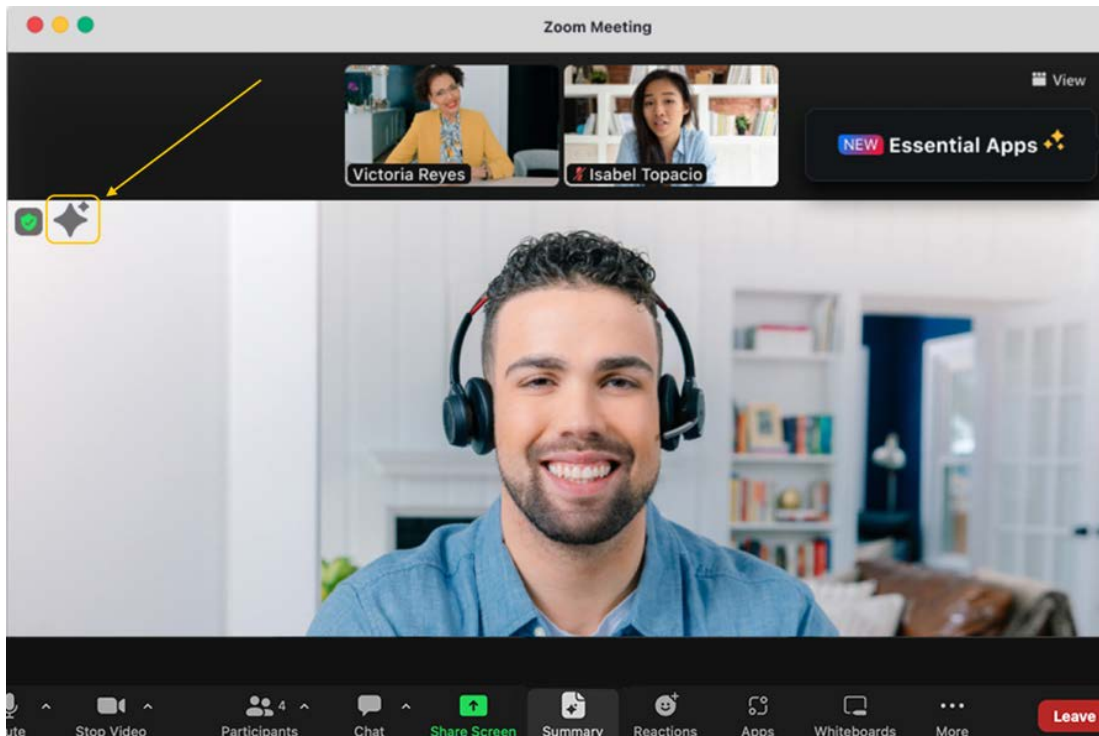 Zoom Meeting
View
NEW Essential Apps
Victoria Reyes
Isabel Topacio
4
ute
Stop Video
Participants
Chat
Share Screen
Summary
Reactions
Apps
Whiteboards
More
Leave